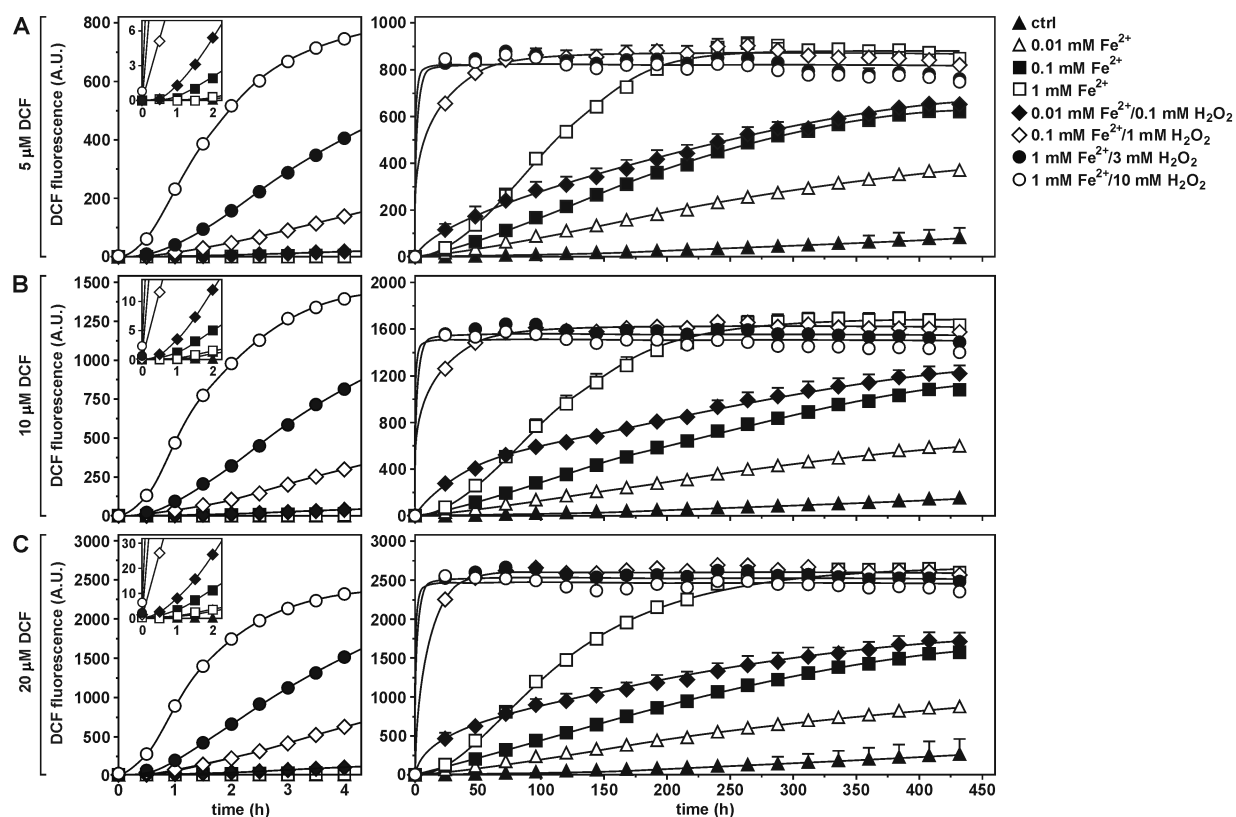 A
5 µM DCF
DCF fluorescence (A.U.)
800
600
400
200
0
6
3
0
0 1 2
1000
800
600
400
200
0
ctrl
0.01 mM Fe²⁺
0.1 mM Fe²⁺
1 mM Fe²⁺
0.01 mM Fe²⁺/0.1 mM H₂O₂
0.1 mM Fe²⁺/1 mM H₂O₂
1 mM Fe²⁺/3 mM H₂O₂
1 mM Fe²⁺/10 mM H₂O₂
B
10 µM DCF
DCF fluorescence (A.U.)
1500
1250
1000
750
500
250
0
10
5
0
0 1 2
2000
1600
1200
800
400
0
C
20 µM DCF
DCF fluorescence (A.U.)
3000
2500
2000
1500
1000
500
0
30
20
10
0
0 1 2
3000
2500
2000
1500
1000
500
0
0 1 2 3 4
time (h)
0 50 100 150 200 250 300 350 400 450
time (h)